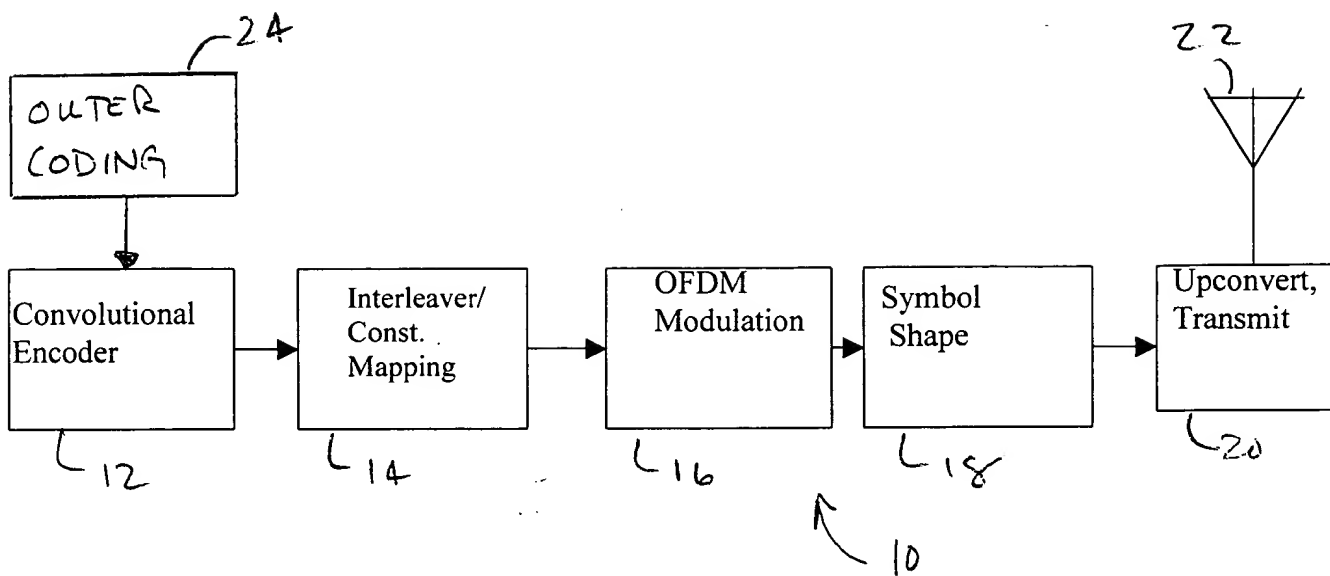 24
22
OUTER
CODING
Convolutional
Encoder
Interleaver/
Const.
Mapping
OFDM
Modulation
Symbol
Shape
Upconvert,
Transmit
12
14
16
18
20
10